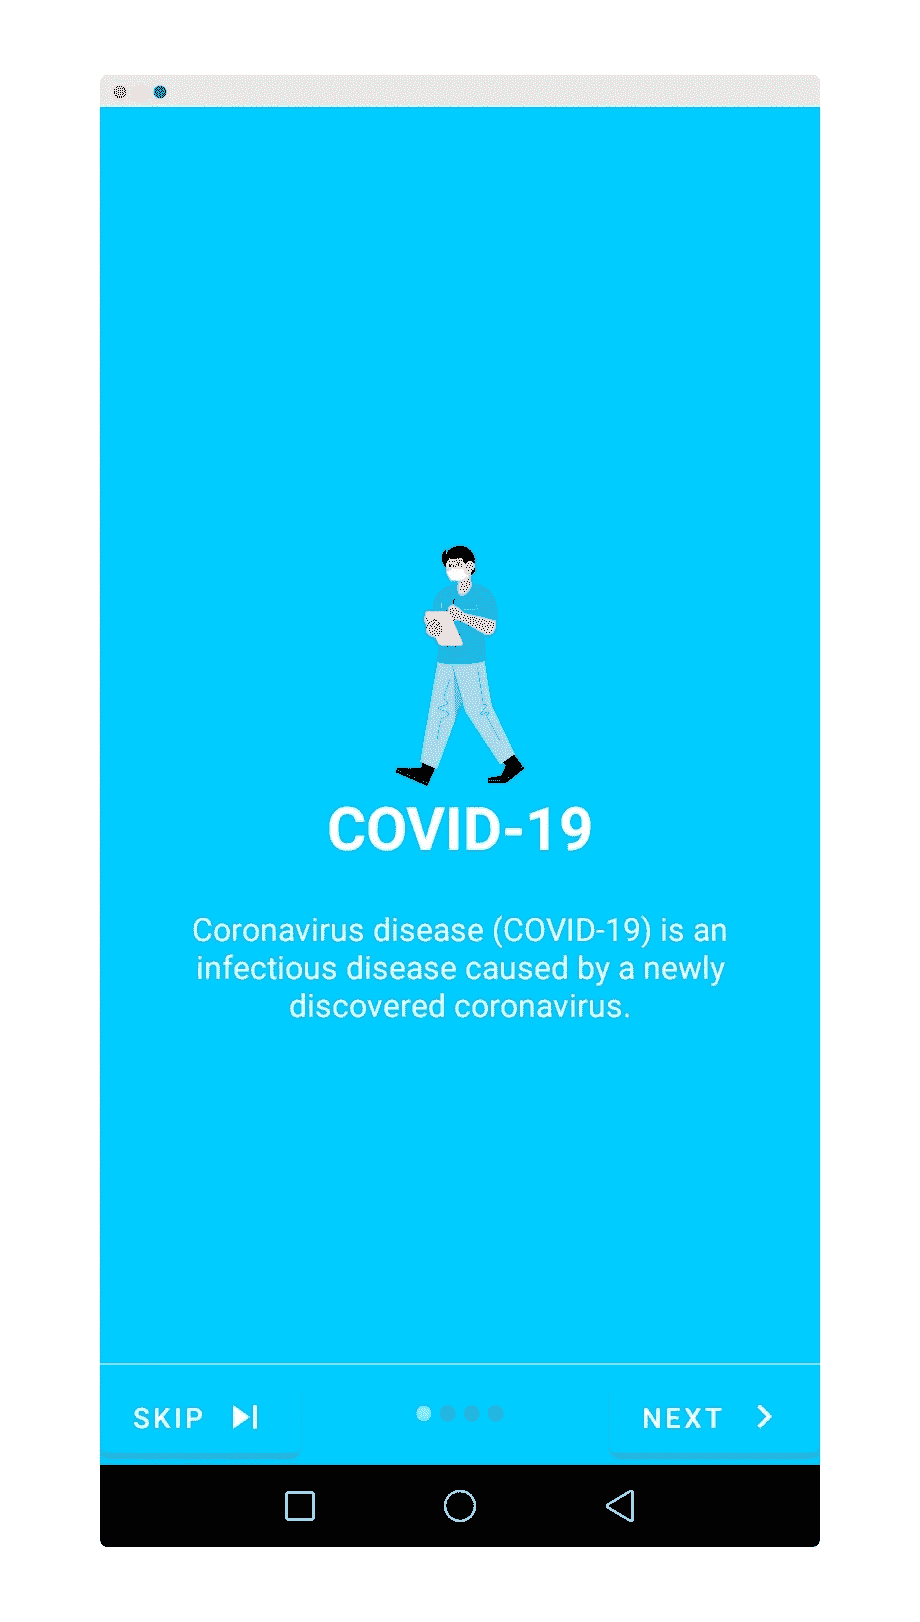 COVID-19
Coronavirus disease (COVID-19) is an
infectious disease caused by a newly
discovered coronavirus.
SKIP
NEXT